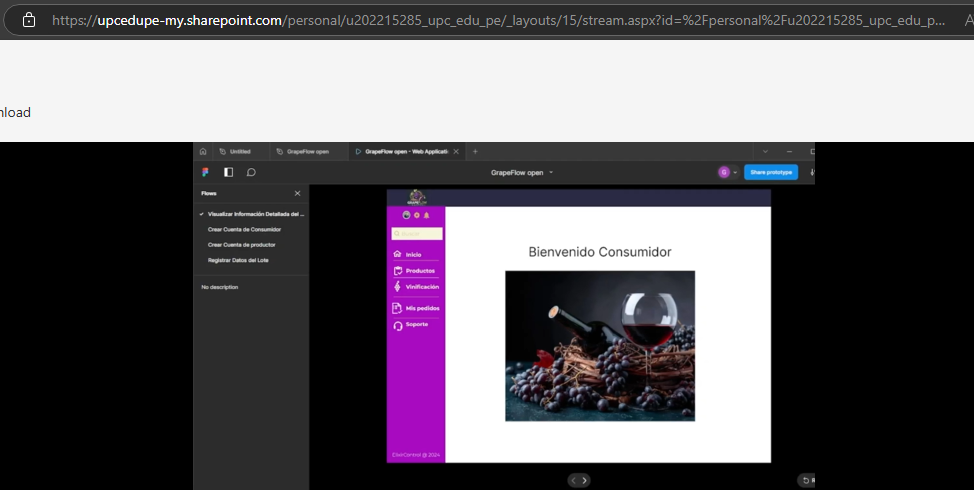 https://upcedupe-my.sharepoint.com/personal/u202215285_upc_edu_pe/_layouts/15/stream.aspx?id=%2Fpersonal%2Fu202215285_upc_edu_p...
nload
Untitled
GrapeFlow open
GrapeFlow open - Web Applicati
GrapeFlow open
G
Share prototype
Flows
Visualizar Información Detallada del ...
Crear Cuenta de Consumidor
Crear Cuenta de productor
Registrar Datos del Lote
No description
Inicio
Productos
Vinificación
Mis pedidos
Soporte
ElixirControl @ 2024
Bienvenido Consumidor